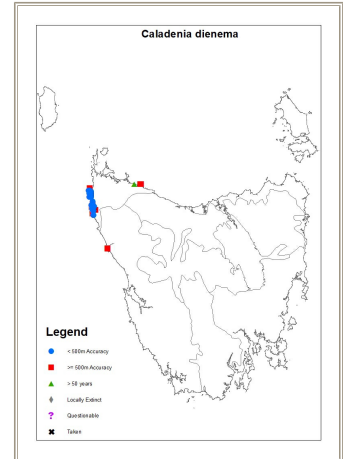 Caladenia dienema
Legend
< 500m Accuracy
>= 500m Accuracy
> 50 years
Locally Extinct
Questionable
Taken